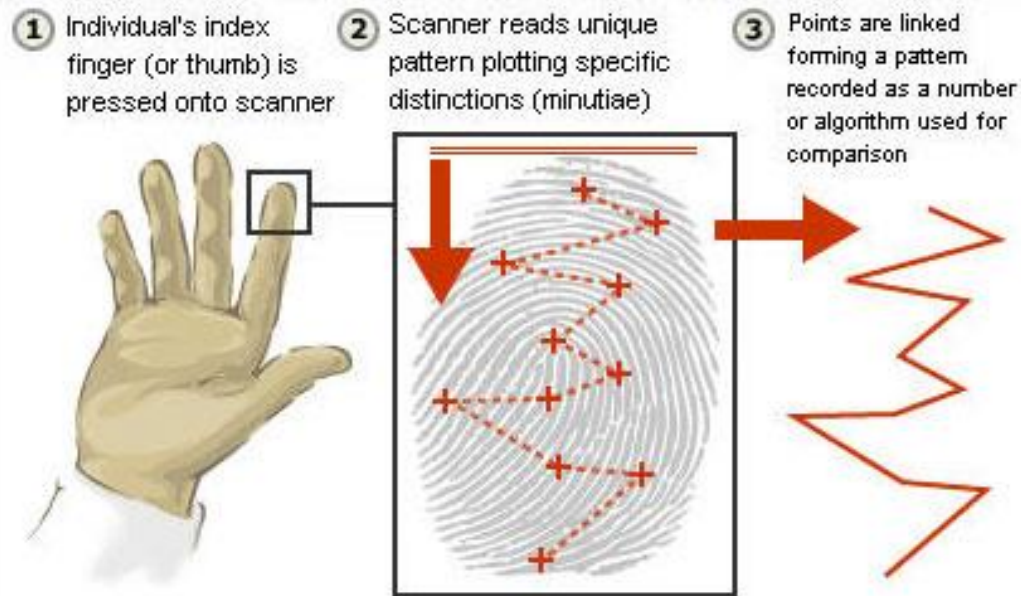 1 Individual's index
finger (or thumb) is
pressed onto scanner
2 Scanner reads unique
pattern plotting specific
distinctions (minutiae)
3 Points are linked
forming a pattern
recorded as a number
or algorithm used for
comparison